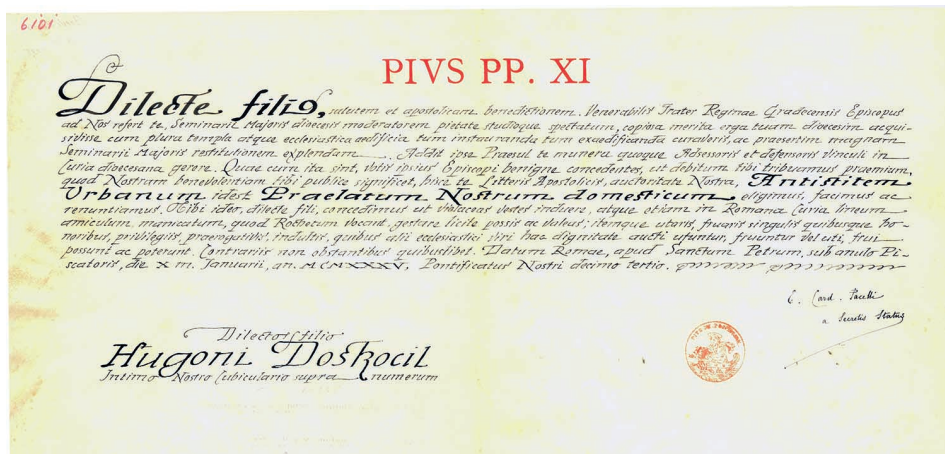 6101
PIVS PP. XI
Dilecte fili, salutem et apostolicam benedictionem. Venerabilis Frater Reginae Gradecensis Episcopus
ad Nos refert te, Seminarii Majoris dioecesis moderatorem pietate studioque spectatum, copiosa merita erga tuam dioecesim acqui-
sibisse cum plura templa atque ecclesiastica aedificia tum instauranda tum exaedificanda curaveris, ac praesertim magnam
Seminarii Majoris restitutionem explendam. Addit ipse Praesul te munera quoque Adsessoris et defensoris vinculi in
Curia dioecesana gerere. Quae cum ita sint, votis ipsius Episcopi benigne concedentes, ut debitum tibi tribuamus praemium,
quod Nostram benevolentiam tibi publice significet, hisce te Litteris Apostolicis, auctoritate Nostra, Antistitem
Urbanum idest Praelatum Nostrum domesticum eligimus, facimus ac
renuntiamus. Tibi ideo, dilecte fili, concedimus ut violaceas vestes induere, atque etiam in Romana Curia lineum
amiculum manicatum, quod Rochetum vocant, gestare licite possis ac valeas; itemque utaris, fruaris singulis quibusque ho-
noribus, privilegiis, praerogativis, indultis, quibus alii ecclesiastici viri hac dignitate aucti utuntur, fruuntur vel uti, frui
possunt ac poterunt. Contrariis non obstantibus quibuslibet. Datum Romae, apud Sanctum Petrum, sub anulo Pi-
scatoris, die X m. Januarii, an. MCMXXXV, Pontificatus Nostri decimo tertio.
E. Card. Pacelli
a Secretis Status
Dilecto filio
Hugoni Doskocil
Intimo Nostro Cubiculario supra numerum